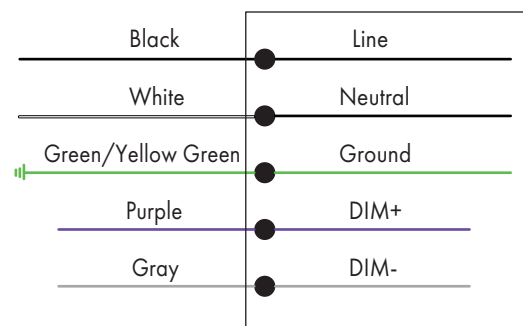 Black Line
White Neutral
Green/Yellow Green Ground
Purple DIM+
Gray DIM-